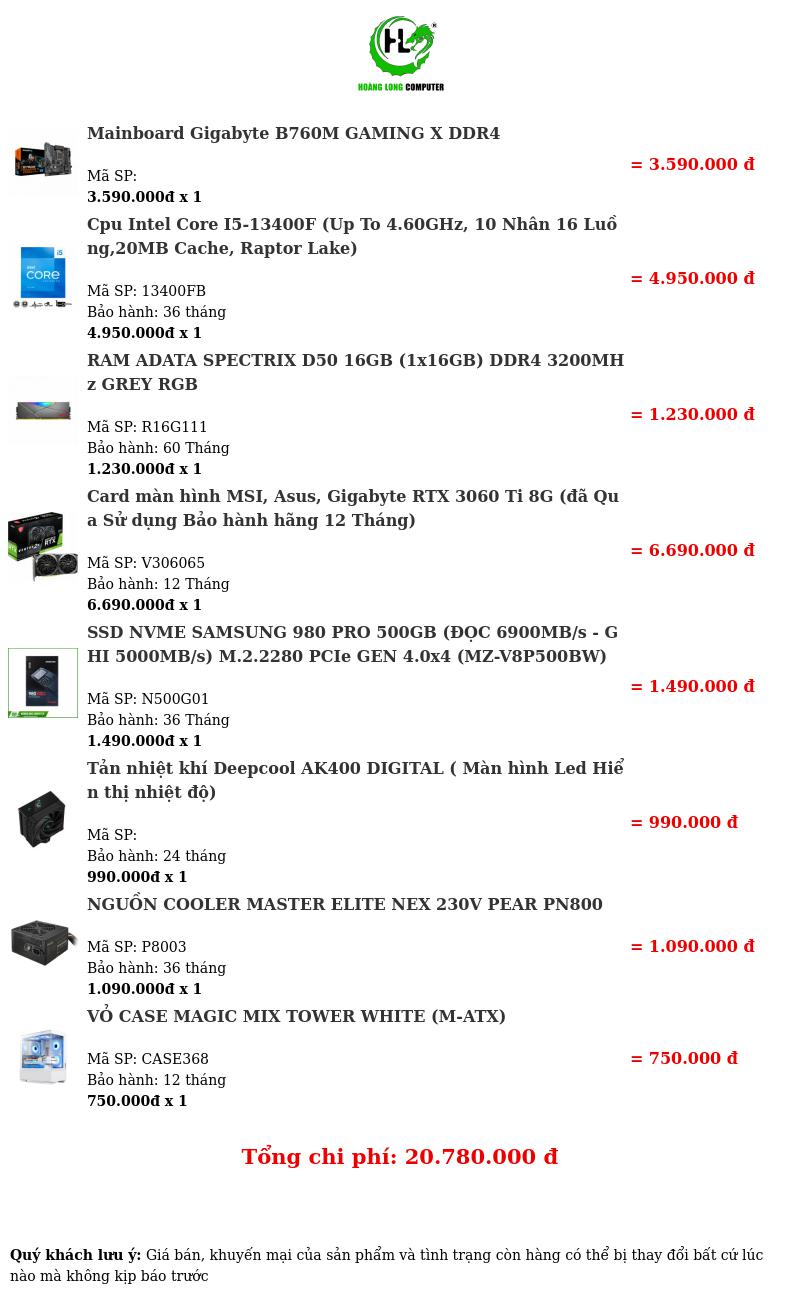 HL
HOÀNG LONG COMPUTER
Mainboard Gigabyte B760M GAMING X DDR4
Mã SP:
3.590.000đ x 1
= 3.590.000 đ
Cpu Intel Core I5-13400F (Up To 4.60GHz, 10 Nhân 16 Luồ
ng,20MB Cache, Raptor Lake)
Mã SP: 13400FB
Bảo hành: 36 tháng
4.950.000đ x 1
= 4.950.000 đ
i5
CORE
RAM ADATA SPECTRIX D50 16GB (1x16GB) DDR4 3200MH
z GREY RGB
Mã SP: R16G111
Bảo hành: 60 Tháng
1.230.000đ x 1
= 1.230.000 đ
Card màn hình MSI, Asus, Gigabyte RTX 3060 Ti 8G (đã Qu
a Sử dụng Bảo hành hãng 12 Tháng)
Mã SP: V306065
Bảo hành: 12 Tháng
6.690.000đ x 1
= 6.690.000 đ
SSD NVME SAMSUNG 980 PRO 500GB (ĐỌC 6900MB/s - G
HI 5000MB/s) M.2.2280 PCIe GEN 4.0x4 (MZ-V8P500BW)
Mã SP: N500G01
Bảo hành: 36 Tháng
1.490.000đ x 1
= 1.490.000 đ
Tản nhiệt khí Deepcool AK400 DIGITAL ( Màn hình Led Hiể
n thị nhiệt độ)
Mã SP:
Bảo hành: 24 tháng
990.000đ x 1
= 990.000 đ
NGUỒN COOLER MASTER ELITE NEX 230V PEAR PN800
Mã SP: P8003
Bảo hành: 36 tháng
1.090.000đ x 1
= 1.090.000 đ
VỎ CASE MAGIC MIX TOWER WHITE (M-ATX)
Mã SP: CASE368
Bảo hành: 12 tháng
750.000đ x 1
= 750.000 đ
Tổng chi phí: 20.780.000 đ
Quý khách lưu ý: Giá bán, khuyến mại của sản phẩm và tình trạng còn hàng có thể bị thay đổi bất cứ lúc
nào mà không kịp báo trước